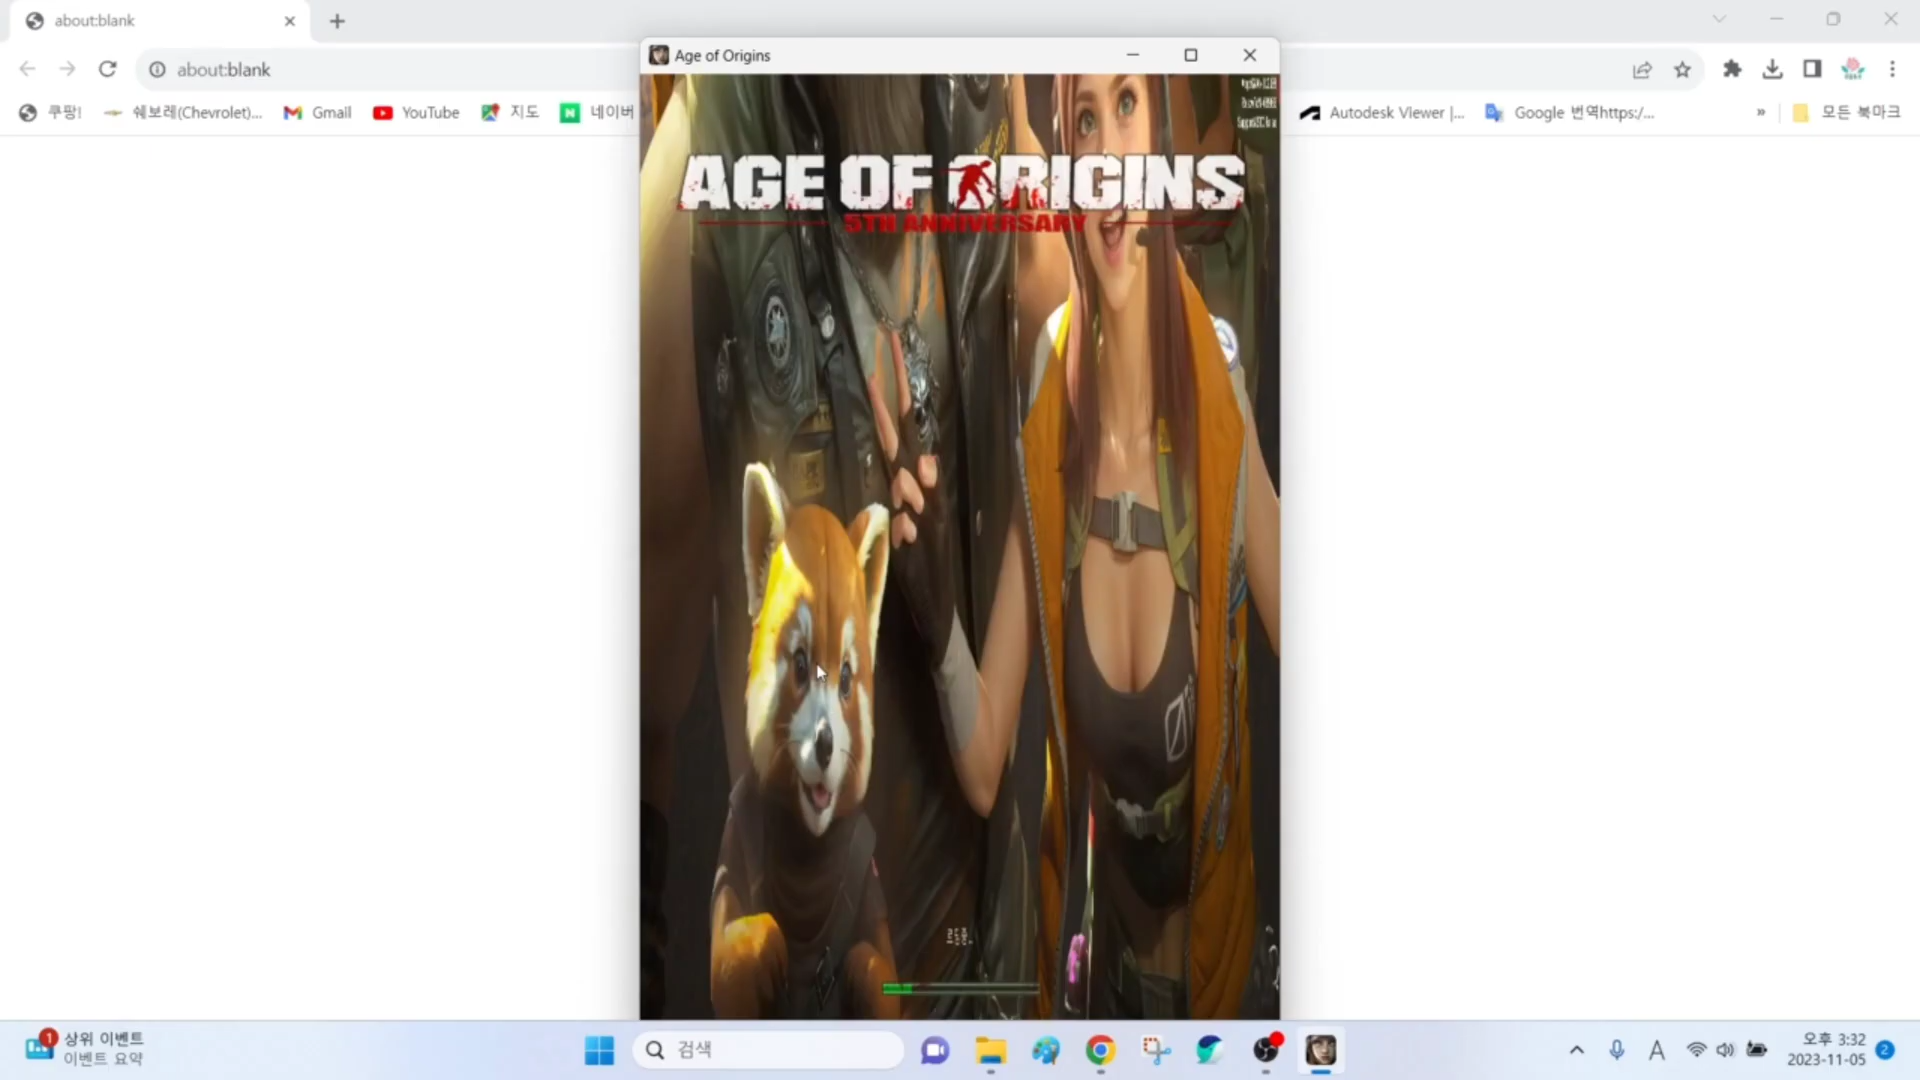 about:blank
about:blank
쿠팡!
쉐보레(Chevrolet)...
Gmail
YouTube
지도
네이버
Autodesk Viewer |...
Google 번역https:/...
»
모든 북마크
Age of Origins
AGE OF ORIGINS
5TH ANNIVERSARY
1
상위 이벤트
이벤트 요약
검색
A
오후 3:32
2023-11-05
2